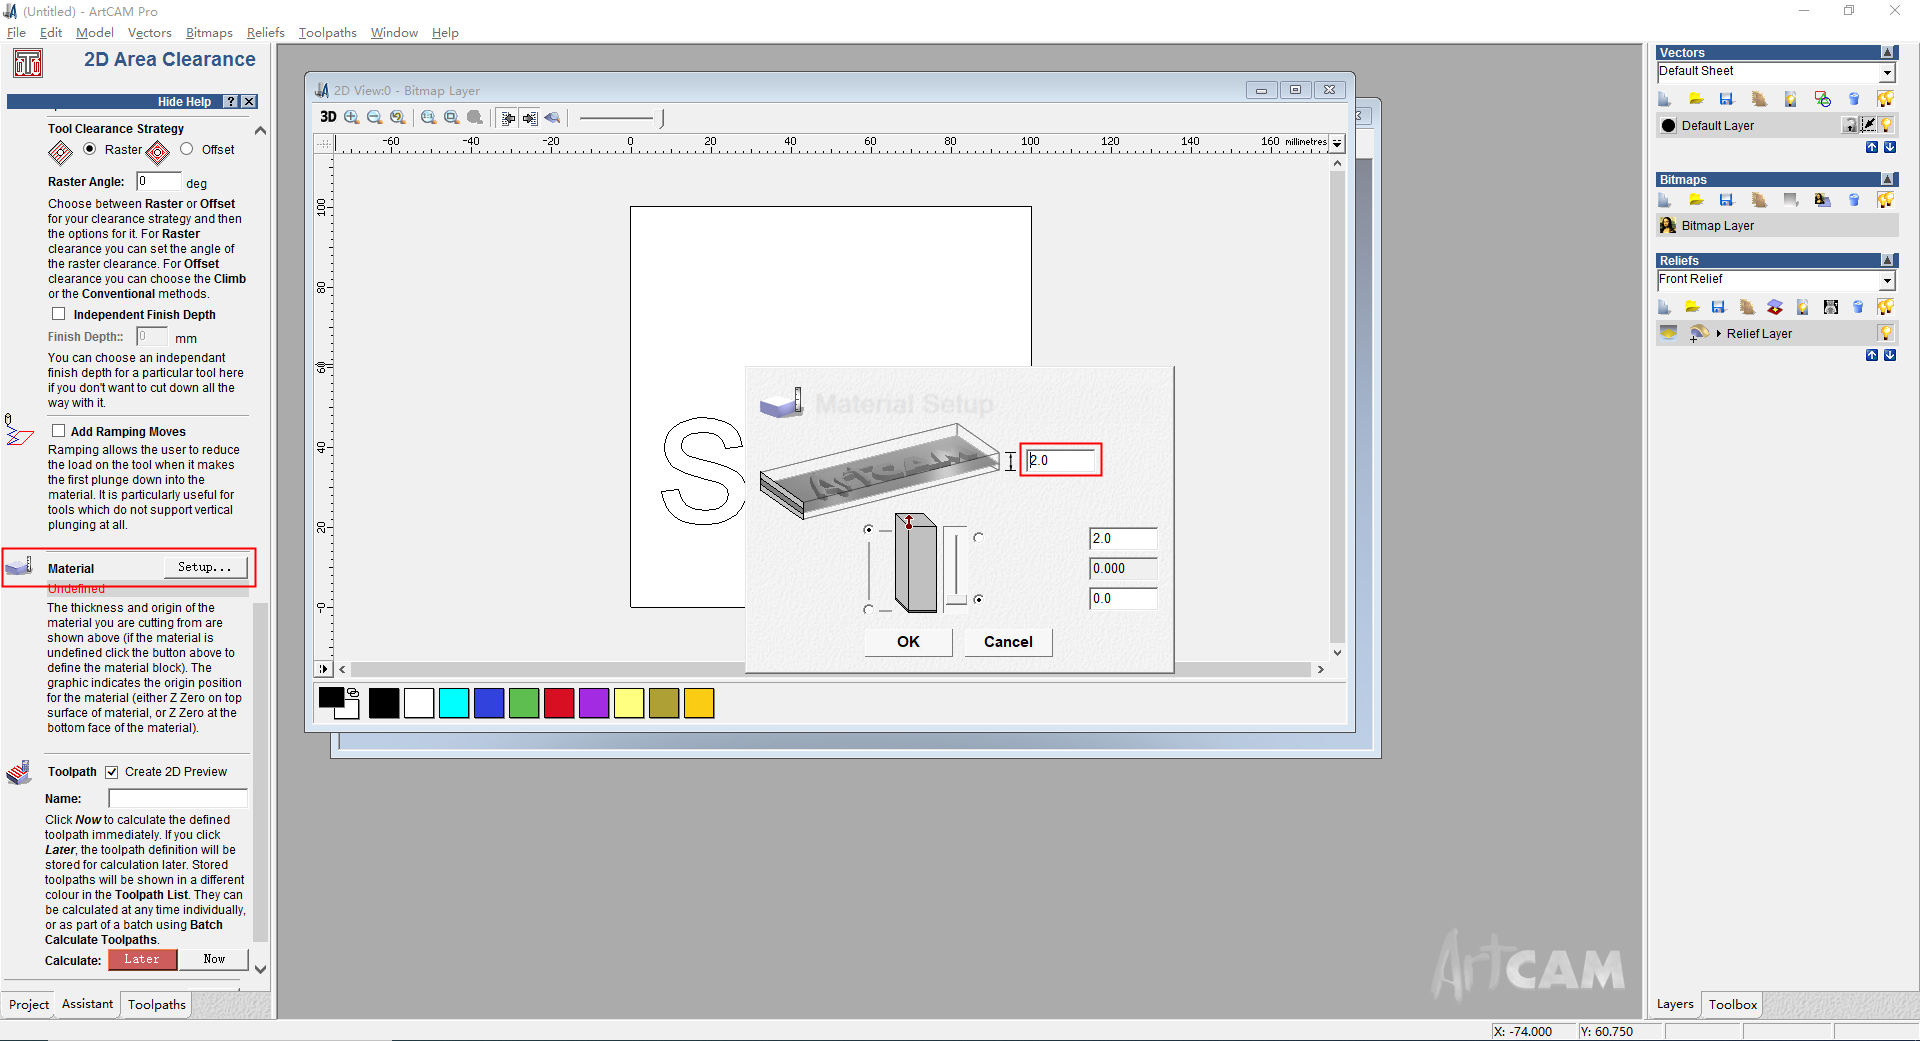 (Untitled) - ArtCAM Pro
File Edit Model Vectors Bitmaps Reliefs Toolpaths Window Help
2D Area Clearance
Hide Help ? X
Tool Clearance Strategy
Raster Offset
Raster Angle: 0 deg
Choose between Raster or Offset
for your clearance strategy and then
the options for it. For Raster
clearance you can set the angle of
the raster clearance. For Offset
clearance you can choose the Climb
or the Conventional methods.
Independent Finish Depth
Finish Depth:: 0 mm
You can choose an independant
finish depth for a particular tool here
if you don't want to cut down all the
way with it.
Add Ramping Moves
Ramping allows the user to reduce
the load on the tool when it makes
the first plunge down into the
material. It is particularly useful for
tools which do not support vertical
plunging at all.
Material Setup...
Undefined
The thickness and origin of the
material you are cutting from are
shown above (if the material is
undefined click the button above to
define the material block). The
graphic indicates the origin position
for the material (either Z Zero on top
surface of material, or Z Zero at the
bottom face of the material).
Toolpath Create 2D Preview
Name:
Click Now to calculate the defined
toolpath immediately. If you click
Later, the toolpath definition will be
stored for calculation later. Stored
toolpaths will be shown in a different
colour in the Toolpath List. They can
be calculated at any time individually,
or as part of a batch using Batch
Calculate Toolpaths.
Calculate: Later Now
Project Assistant Toolpaths
2D View:0 - Bitmap Layer
3D
-60 -40 -20 0 20 40 60 80 100 120 140 160 millimetres
100
80
60
40
20
-0
S
Material Setup
ArtCAM
2.0
2.0
0.000
0.0
OK Cancel
ArtCAM
Vectors
Default Sheet
Default Layer
Bitmaps
Bitmap Layer
Reliefs
Front Relief
Relief Layer
Layers Toolbox
X: -74.000 Y: 60.750